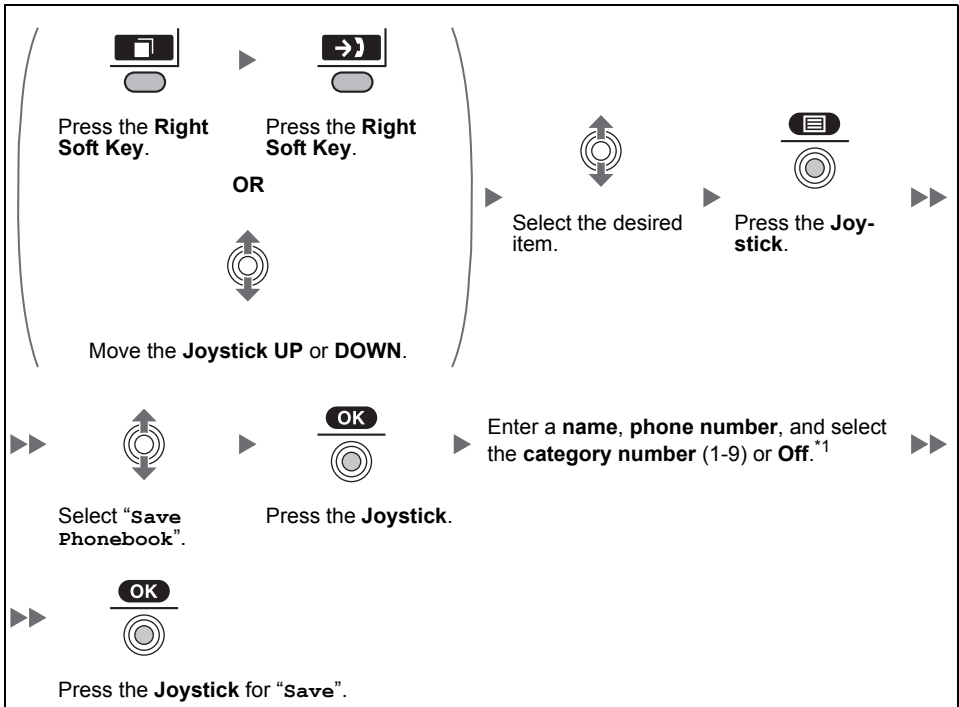 Press the Right
Soft Key.
Press the Right
Soft Key.
OR
Move the Joystick UP or DOWN.
Select the desired
item.
Press the Joy-
stick.
Select “Save
Phonebook”.
OK
Press the Joystick.
Enter a name, phone number, and select
the category number (1-9) or Off.*1
OK
Press the Joystick for “Save”.